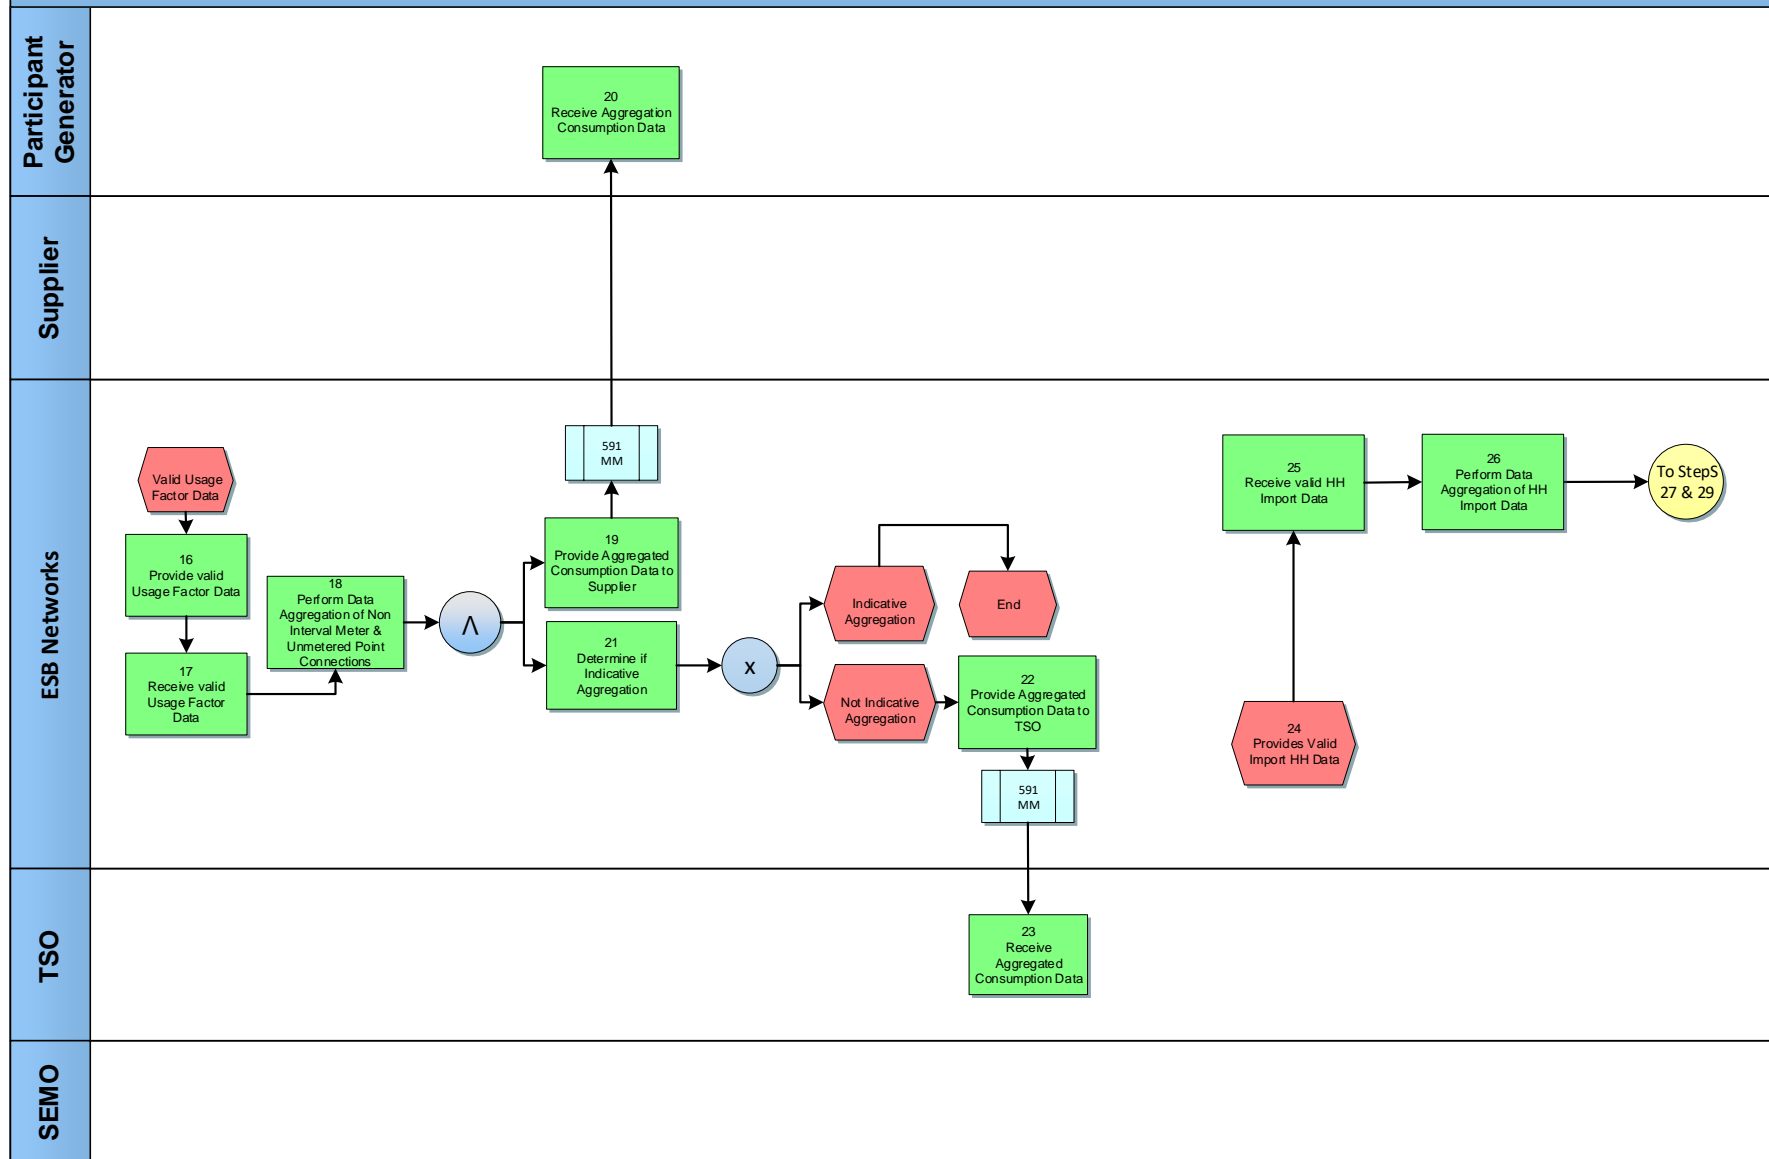 Participant
Generator
20
Receive Aggregation
Consumption Data
Supplier
ESB Networks
Valid Usage
Factor Data
16
Provide valid
Usage Factor Data
17
Receive valid
Usage Factor
Data
18
Perform Data
Aggregation of Non
Interval Meter &
Unmetered Point
Connections
Λ
591
MM
19
Provide Aggregated
Consumption Data to
Supplier
21
Determine if
Indicative
Aggregation
x
Indicative
Aggregation
End
Not Indicative
Aggregation
22
Provide Aggregated
Consumption Data to
TSO
591
MM
25
Receive valid HH
Import Data
26
Perform Data
Aggregation of HH
Import Data
To StepS
27 & 29
24
Provides Valid
Import HH Data
TSO
23
Receive
Aggregated
Consumption Data
SEMO